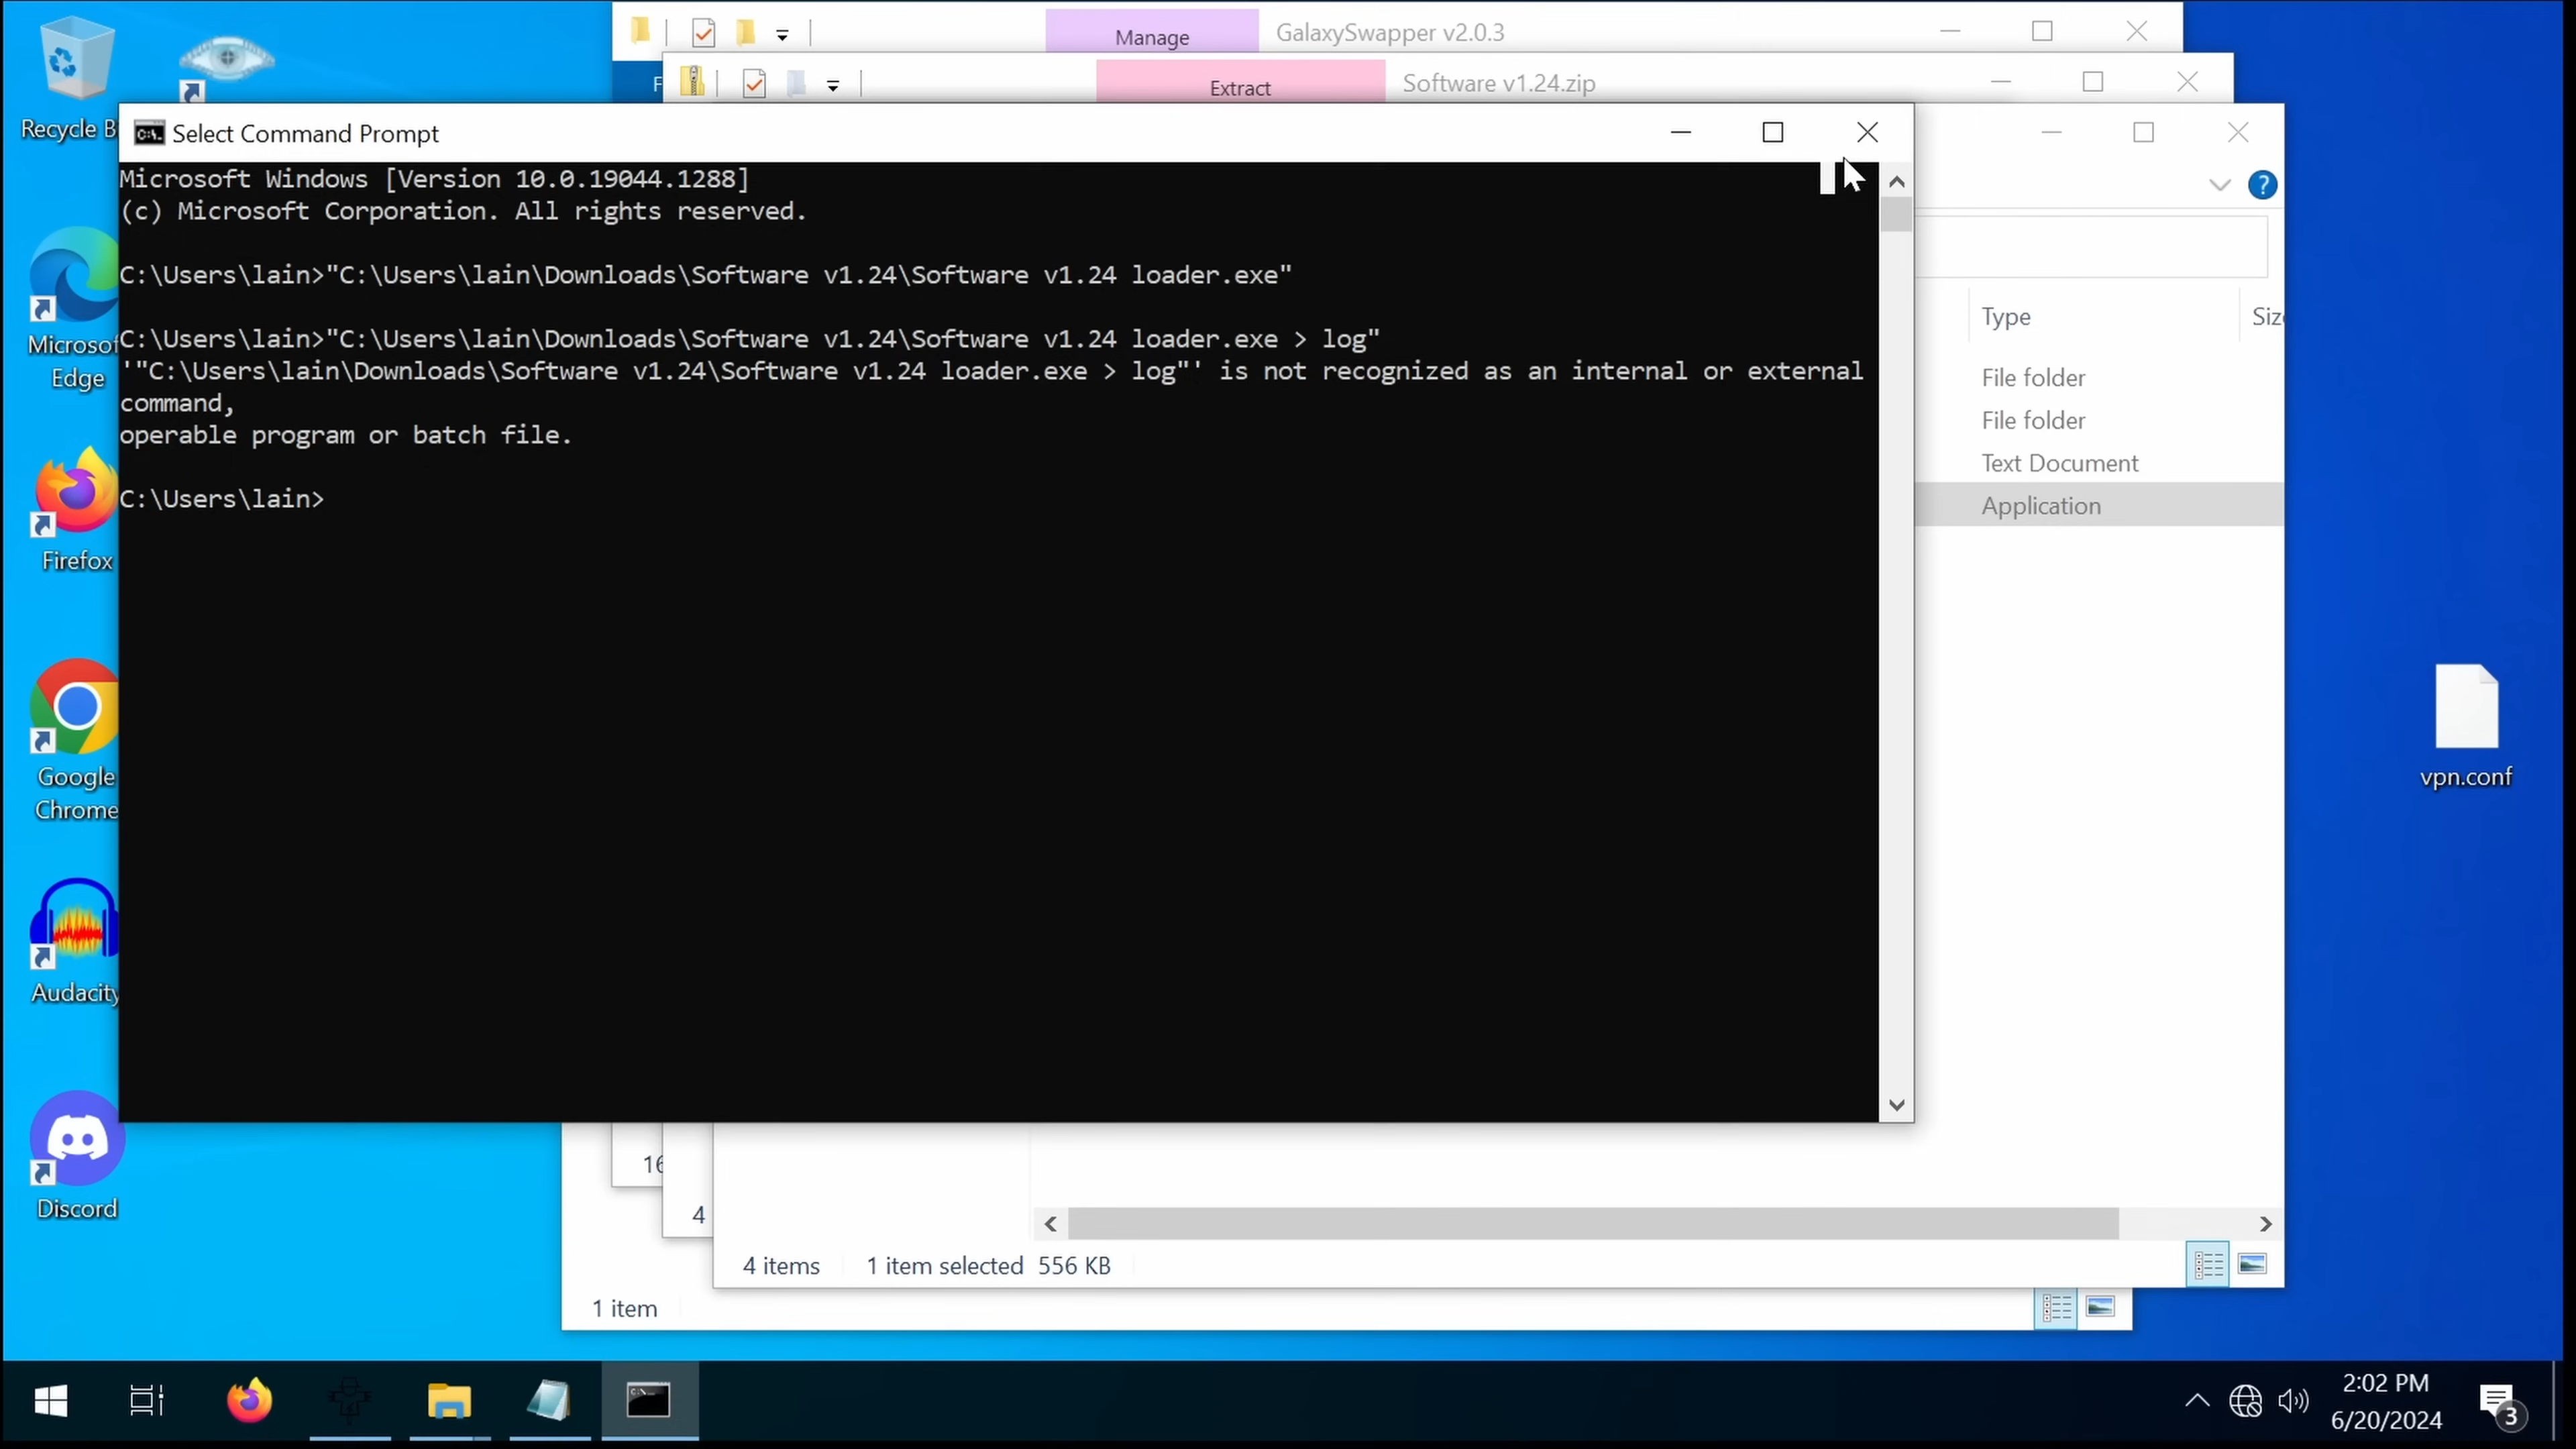 Manage
GalaxySwapper v2.0.3
F
Extract
Software v1.24.zip
Select Command Prompt
Microsoft Windows [Version 10.0.19044.1288]
(c) Microsoft Corporation. All rights reserved.
C:\Users\lain>"C:\Users\lain\Downloads\Software v1.24\Software v1.24 loader.exe"
C:\Users\lain>"C:\Users\lain\Downloads\Software v1.24\Software v1.24 loader.exe > log"
'"C:\Users\lain\Downloads\Software v1.24\Software v1.24 loader.exe > log"' is not recognized as an internal or external
command,
operable program or batch file.
C:\Users\lain>
Recycle B
Microsof
Edge
Firefox
Google
Chrome
Audacity
Discord
Type
Siz
File folder
File folder
Text Document
Application
vpn.conf
16
4
4 items
1 item selected 556 KB
1 item
2:02 PM
6/20/2024
3